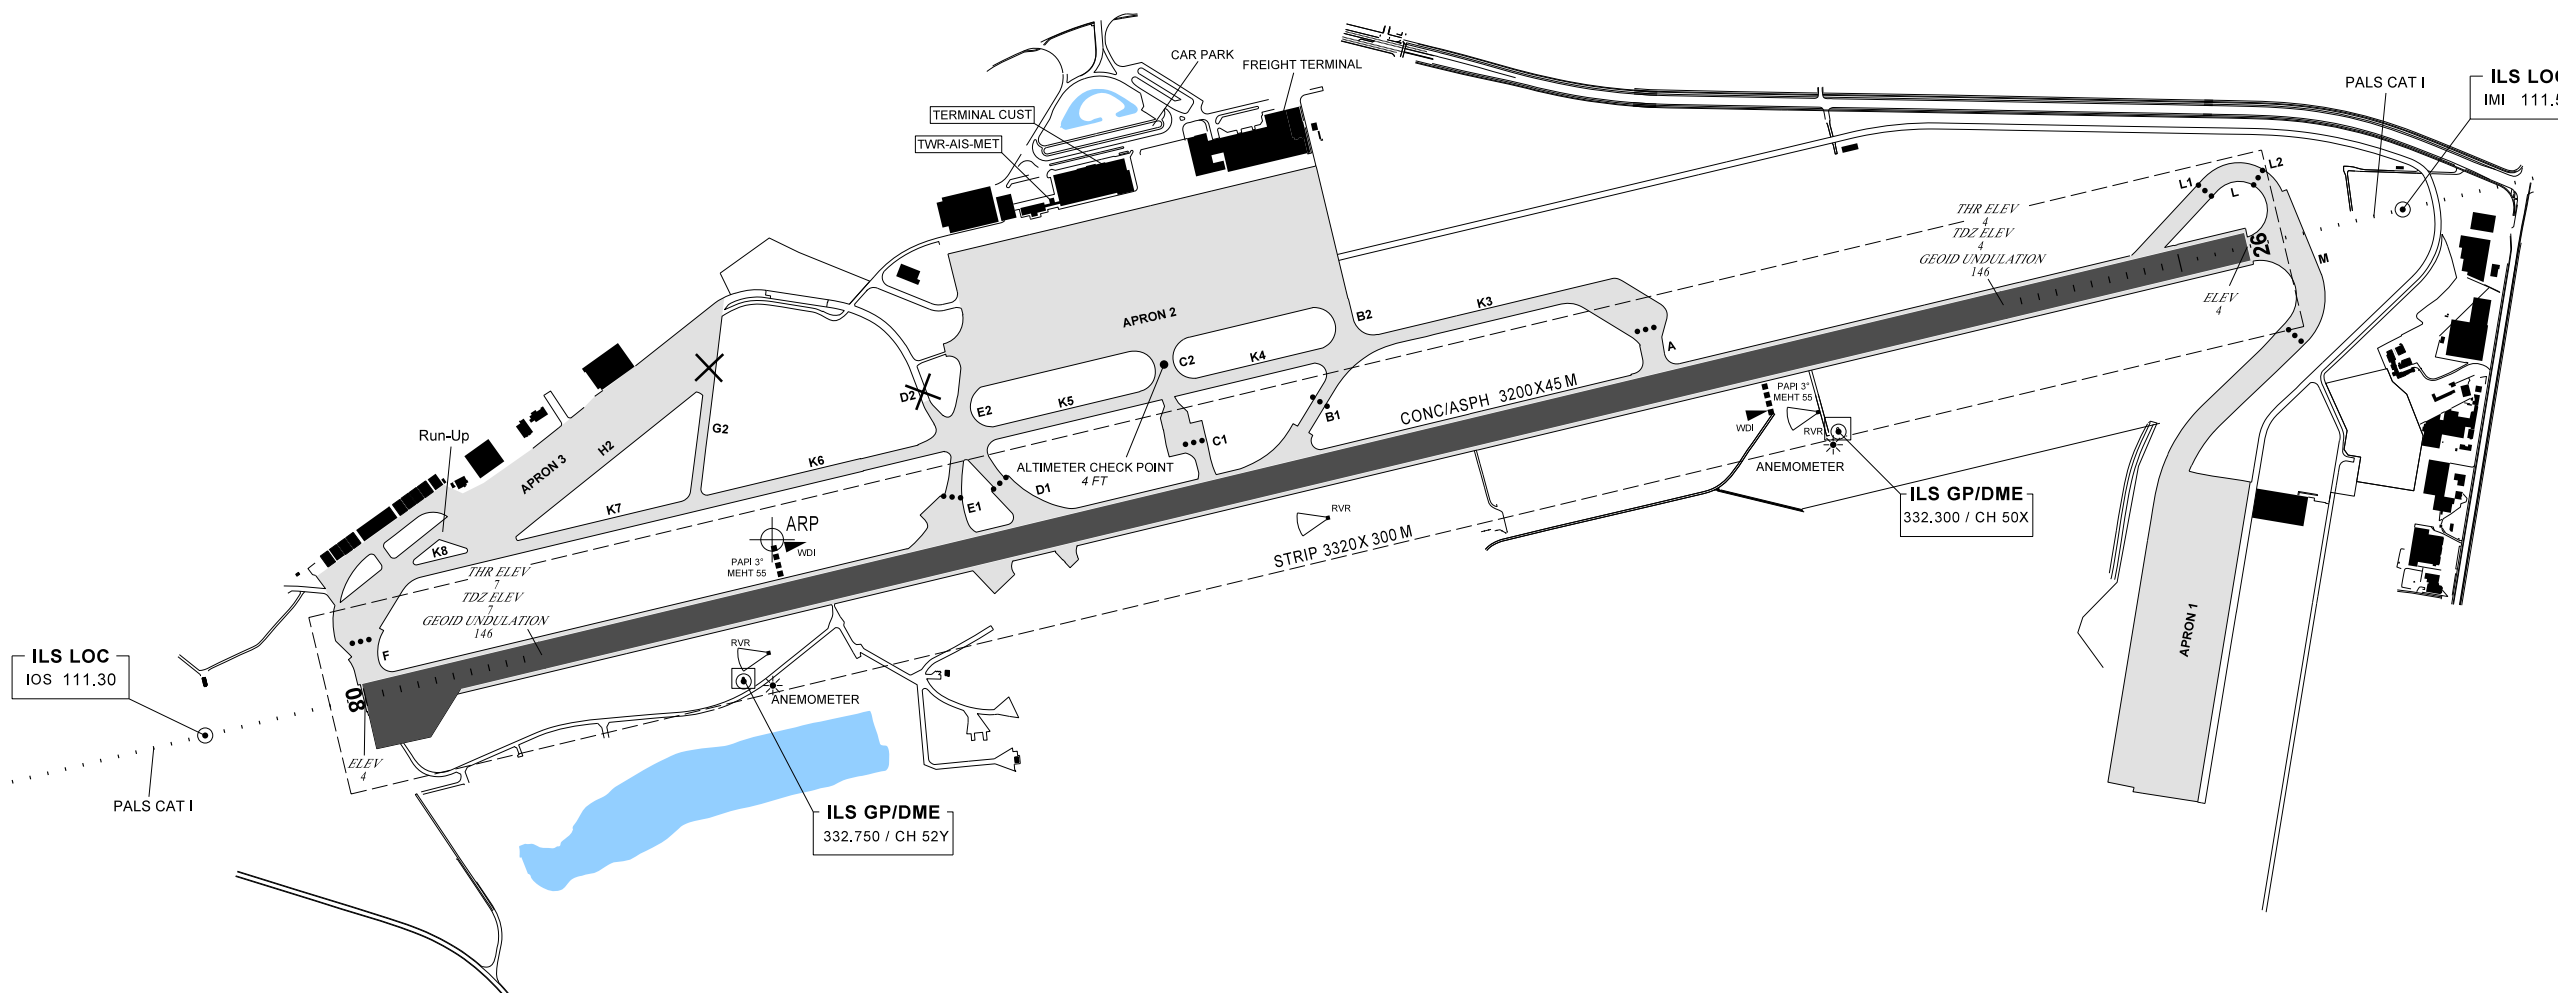 CAR PARK
FREIGHT TERMINAL
TERMINAL CUST
TWR-AIS-MET
PALS CAT I
ILS LOC
IMI 111.5
L1
L
L2
THR ELEV
4
TDZ ELEV
4
GEOID UNDULATION
146
26
M
ELEV
4
APRON 2
B2
K3
A
C2
K4
E2
K5
D2
G2
H2
APRON 3
Run-Up
K6
K7
K8
B1
C1
D1
E1
ALTIMETER CHECK POINT
4 FT
CONC/ASPH 3200X45 M
PAPI 3°
MEHT 55
WDI
RVR
ANEMOMETER
ILS GP/DME
332.300 / CH 50X
RVR
STRIP 3320X 300 M
ARP
WDI
PAPI 3°
MEHT 55
THR ELEV
7
TDZ ELEV
7
GEOID UNDULATION
146
F
08
ELEV
4
ILS LOC
IOS 111.30
PALS CAT I
RVR
ANEMOMETER
ILS GP/DME
332.750 / CH 52Y
APRON 1